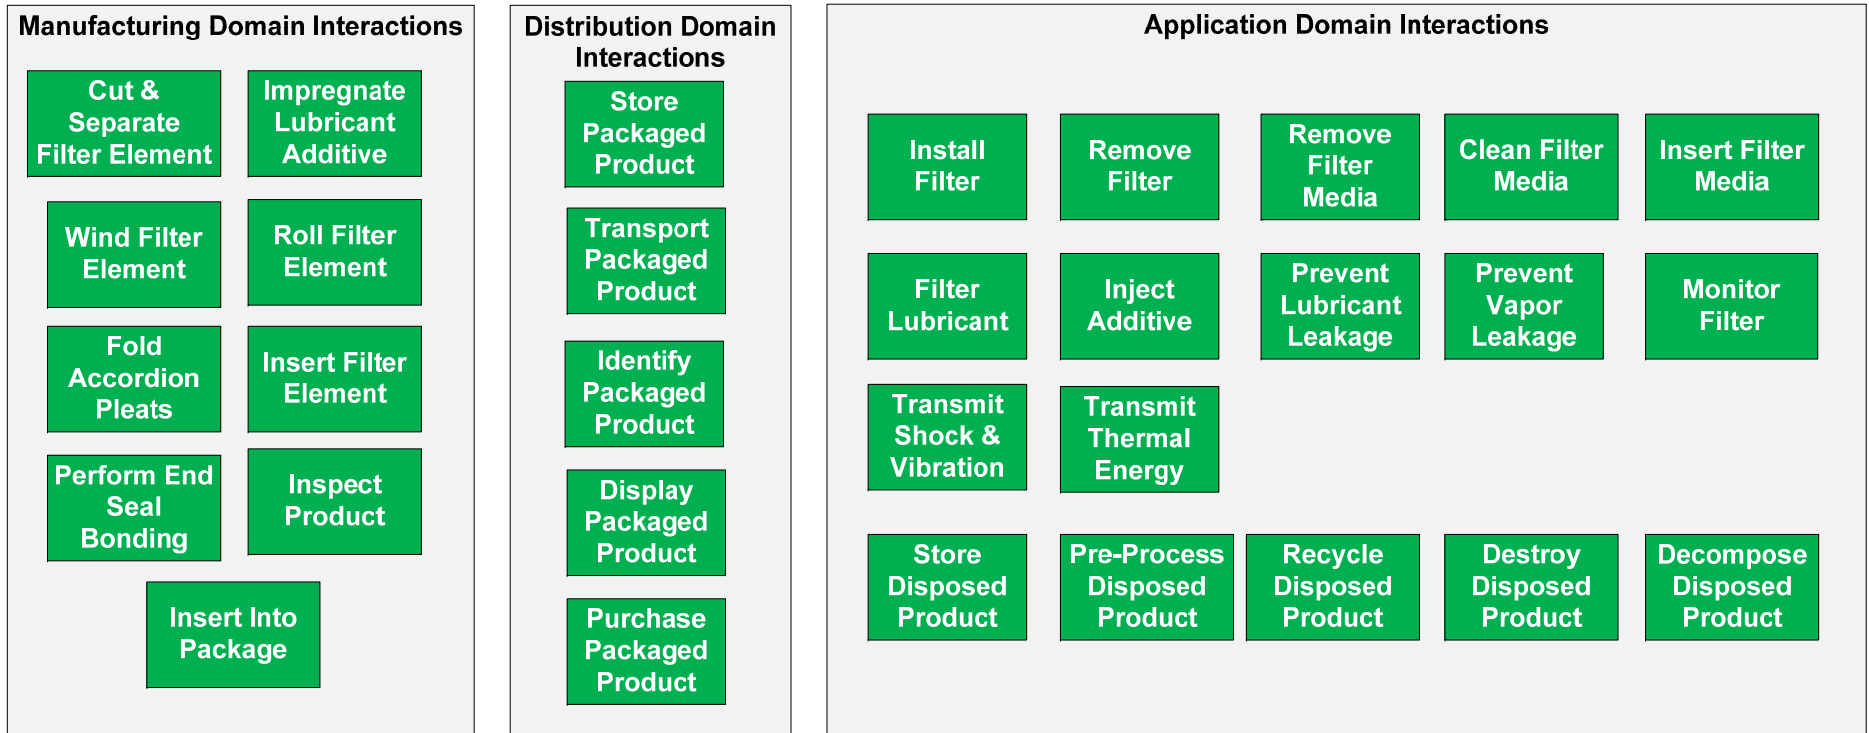 Manufacturing Domain Interactions
Cut &
Separate
Filter Element
Impregnate
Lubricant
Additive
Wind Filter
Element
Roll Filter
Element
Fold
Accordion
Pleats
Insert Filter
Element
Perform End
Seal
Bonding
Inspect
Product
Insert Into
Package
Distribution Domain
Interactions
Store
Packaged
Product
Transport
Packaged
Product
Identify
Packaged
Product
Display
Packaged
Product
Purchase
Packaged
Product
Application Domain Interactions
Install
Filter
Remove
Filter
Remove
Filter
Media
Clean Filter
Media
Insert Filter
Media
Filter
Lubricant
Inject
Additive
Prevent
Lubricant
Leakage
Prevent
Vapor
Leakage
Monitor
Filter
Transmit
Shock &
Vibration
Transmit
Thermal
Energy
Store
Disposed
Product
Pre-Process
Disposed
Product
Recycle
Disposed
Product
Destroy
Disposed
Product
Decompose
Disposed
Product